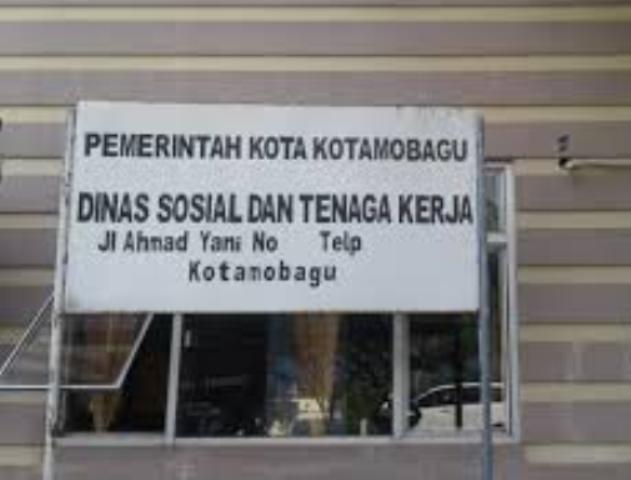 PEMERINTAH KOTA KOTAMOBAGU
DINAS SOSIAL DAN TENAGA KERJA
Jl Ahmad Yani No Telp
Kotamobagu